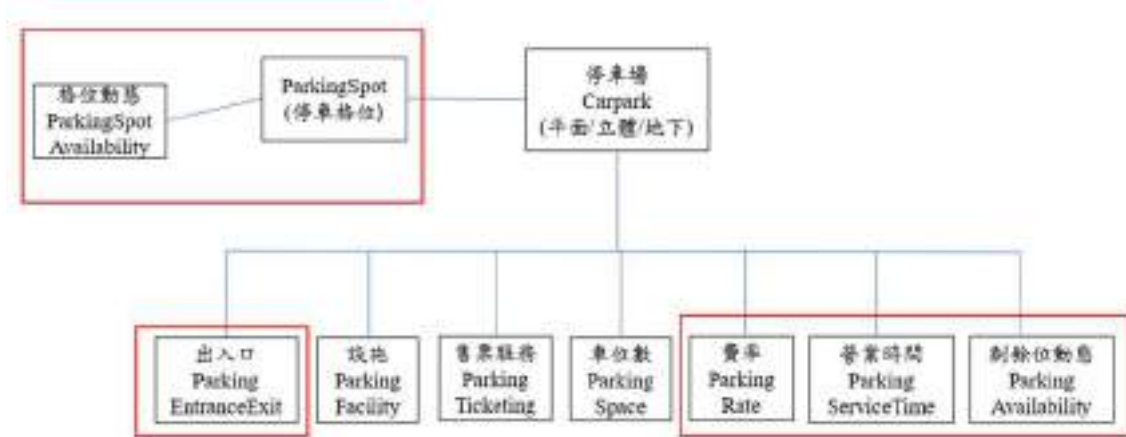 格位動態
ParkingSpot
Availability
ParkingSpot
(停車格位)
停車場
Carpark
(平面/立體/地下)
出入口
Parking
EntranceExit
設施
Parking
Facility
售票服務
Parking
Ticketing
車位數
Parking
Space
費率
Parking
Rate
營業時間
Parking
ServiceTime
剩餘位動態
Parking
Availability